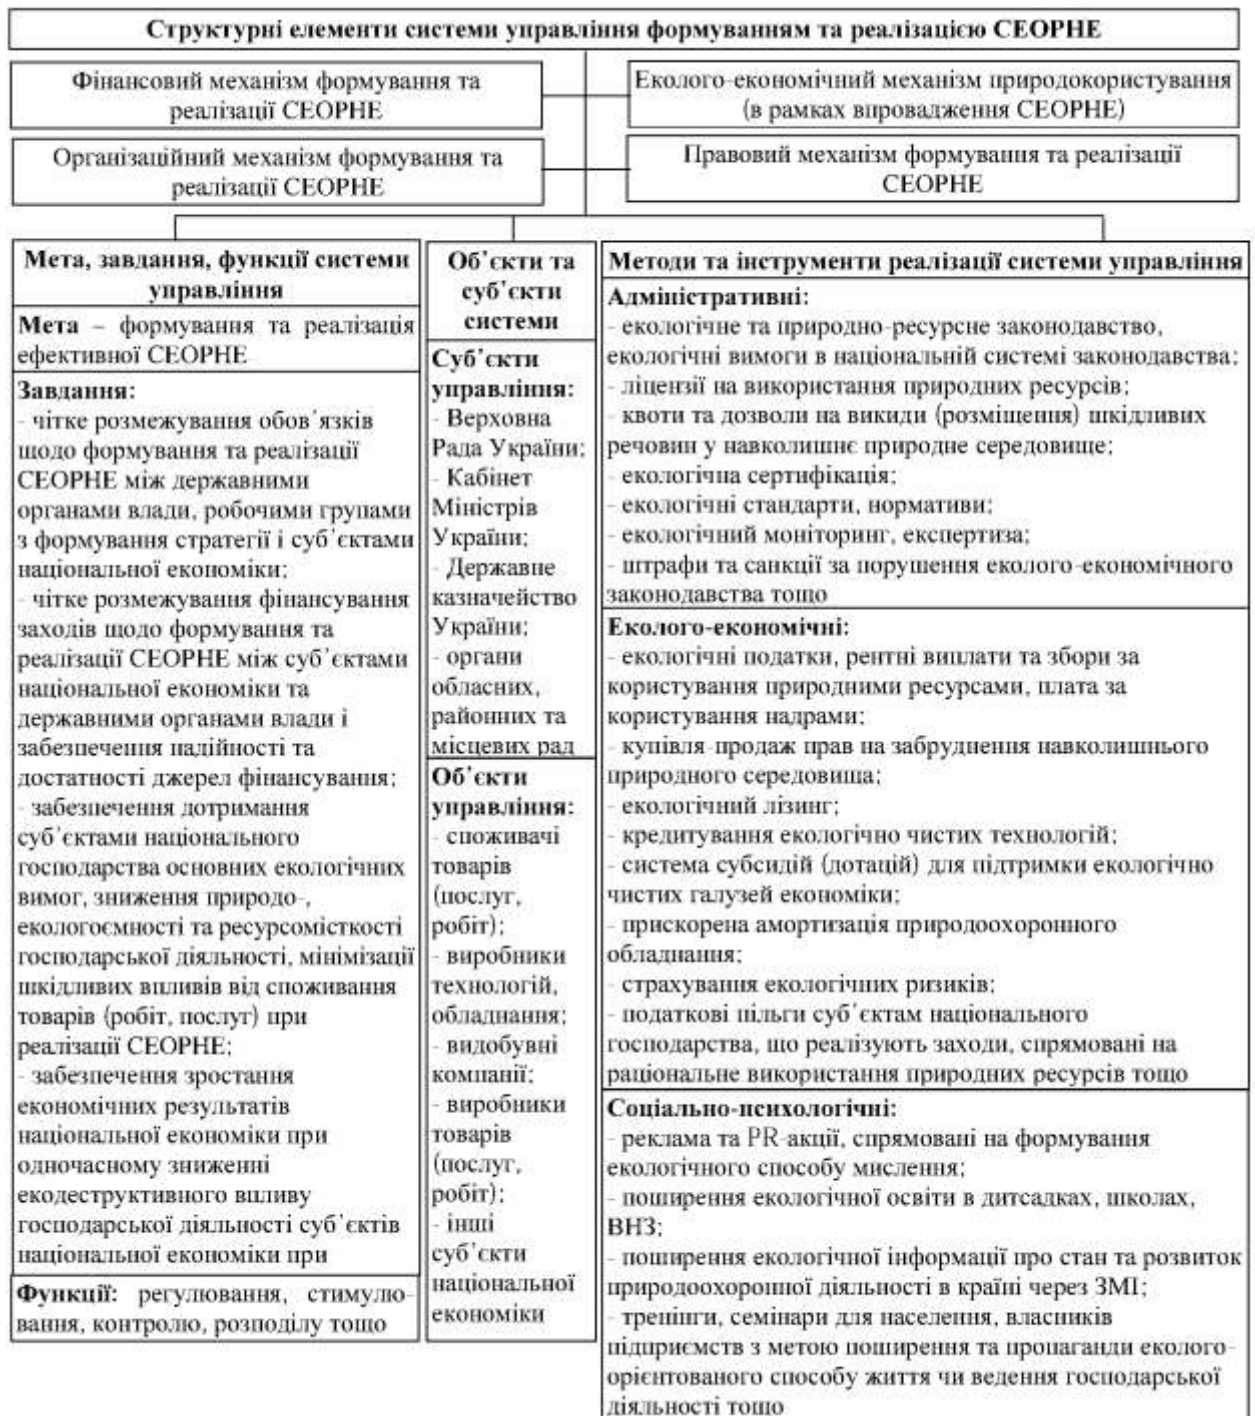 Структурні елементи системи управління формуванням та реалізацією СЕОРНЕ
Фінансовий механізм формування та
реалізації СЕОРНЕ
Еколого-економічний механізм природокористування
(в рамках впровадження СЕОРНЕ)
Організаційний механізм формування та
реалізації СЕОРНЕ
Правовий механізм формування та реалізації
СЕОРНЕ
Мета, завдання, функції системи
управління
Мета – формування та реалізація
ефективної СЕОРНЕ
Завдання:
- чітке розмежування обов’язків
щодо формування та реалізації
СЕОРНЕ між державними
органами влади, робочими групами
з формування стратегії і суб’єктами
національної економіки;
- чітке розмежування фінансування
заходів щодо формування та
реалізації СЕОРНЕ між суб’єктами
національної економіки та
державними органами влади і
забезпечення надійності та
достатності джерел фінансування;
- забезпечення дотримання
суб’єктами національного
господарства основних екологічних
вимог, зниження природо-,
екологоємності та ресурсомісткості
господарської діяльності, мінімізації
шкідливих впливів від споживання
товарів (робіт, послуг) при
реалізації СЕОРНЕ;
- забезпечення зростання
економічних результатів
національної економіки при
одночасному зниженні
екодеструктивного впливу
господарської діяльності суб’єктів
національної економіки при
Функції: регулювання, стимулю-
вання, контролю, розподілу тощо
Об’єкти та
суб’єкти
системи
Суб’єкти
управління:
- Верховна
Рада України;
- Кабінет
Міністрів
України;
- Державне
казначейство
України;
- органи
обласних,
районних та
місцевих рад
Об’єкти
управління:
- споживачі
товарів
(послуг,
робіт);
- виробники
технологій,
обладнання;
- видобувні
компанії;
- виробники
товарів
(послуг,
робіт);
- інші
суб’єкти
національної
економіки
Методи та інструменти реалізації системи управління
Адміністративні:
- екологічне та природно-ресурсне законодавство,
екологічні вимоги в національній системі законодавства;
- ліцензії на використання природних ресурсів;
- квоти та дозволи на викиди (розміщення) шкідливих
речовин у навколишнє природне середовище;
- екологічна сертифікація;
- екологічні стандарти, нормативи;
- екологічний моніторинг, експертиза;
- штрафи та санкції за порушення еколого-економічного
законодавства тощо
Еколого-економічні:
- екологічні податки, рентні виплати та збори за
користування природними ресурсами, плата за
користування надрами;
- купівля-продаж прав на забруднення навколишнього
природного середовища;
- екологічний лізинг;
- кредитування екологічно чистих технологій;
- система субсидій (дотацій) для підтримки екологічно
чистих галузей економіки;
- прискорена амортизація природоохоронного
обладнання;
- страхування екологічних ризиків;
- податкові пільги суб’єктам національного
господарства, що реалізують заходи, спрямовані на
раціональне використання природних ресурсів тощо
Соціально-психологічні:
- реклама та PR-акції, спрямовані на формування
екологічного способу мислення;
- поширення екологічної освіти в дитсадках, школах,
ВНЗ;
- поширення екологічної інформації про стан та розвиток
природоохоронної діяльності в країні через ЗМІ;
- тренінги, семінари для населення, власників
підприємств з метою поширення та пропаганди еколого-
орієнтованого способу життя чи ведення господарської
діяльності тощо